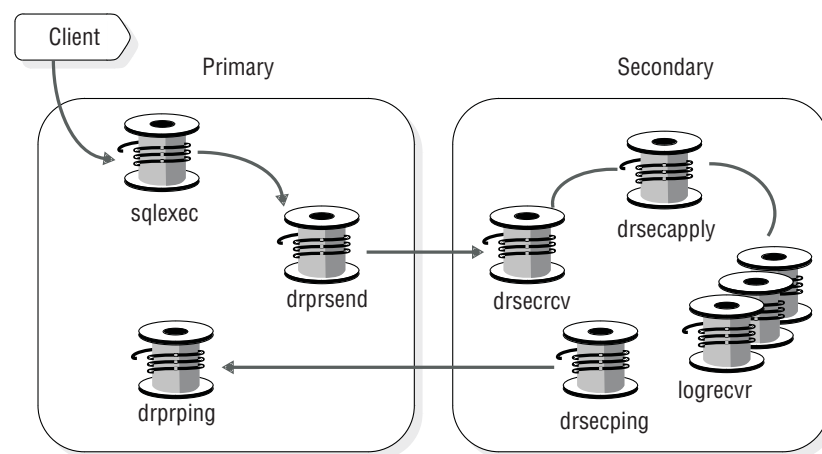 Client
Primary
Secondary
sqlexec
drprsend
drsecrcv
drsecapply
logrecvr
drprping
drsecping